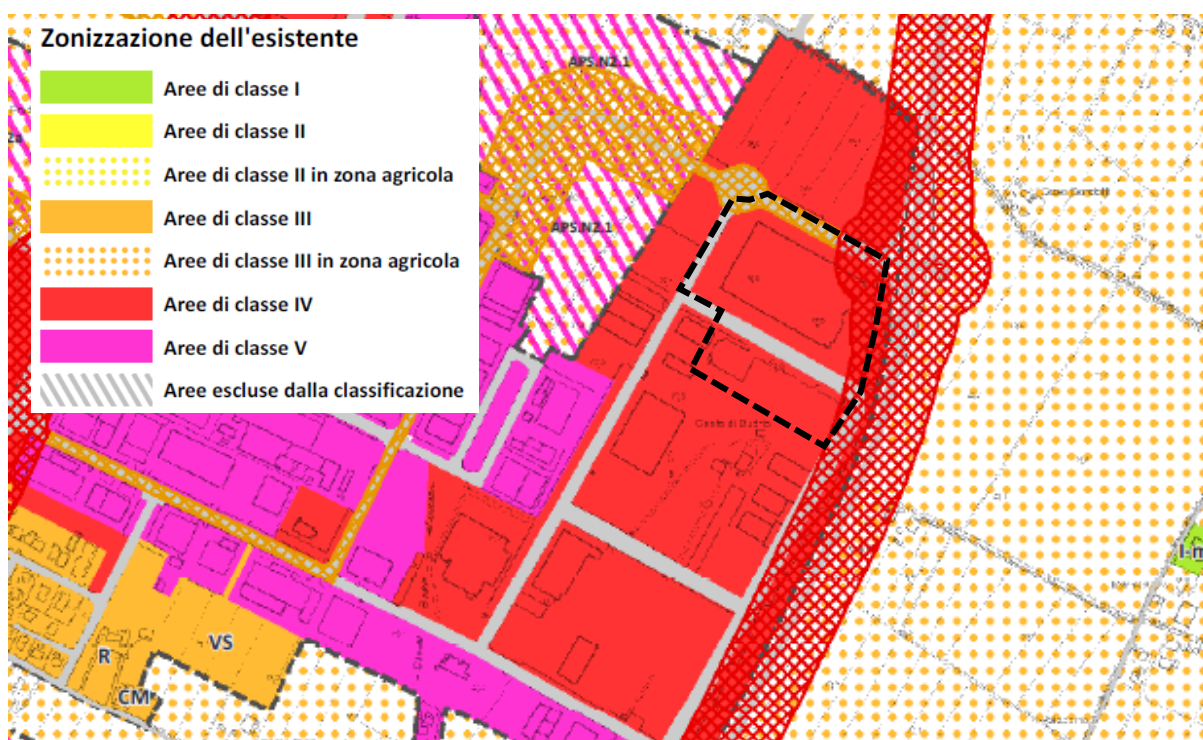 Zonizzazione dell'esistente
Aree di classe I
Aree di classe II
Aree di classe II in zona agricola
Aree di classe III
Aree di classe III in zona agricola
Aree di classe IV
Aree di classe V
Aree escluse dalla classificazione
APS.N2.1
APS.N2.1
VS
R
CM